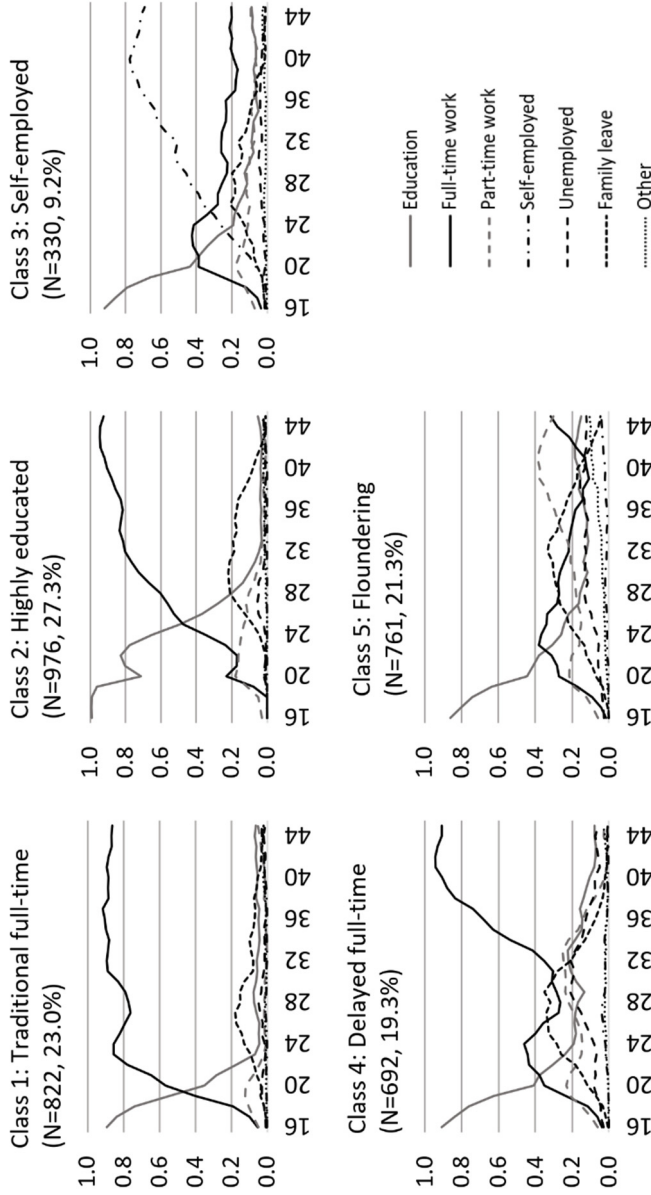 Class 1: Traditional full-time
(N=822, 23.0%)
1.0
0.8
0.6
0.4
0.2
0.0
16 20 24 28 32 36 40 44
Class 2: Highly educated
(N=976, 27.3%)
1.0
0.8
0.6
0.4
0.2
0.0
16 20 24 28 32 36 40 44
Class 3: Self-employed
(N=330, 9.2%)
1.0
0.8
0.6
0.4
0.2
0.0
16 20 24 28 32 36 40 44
Class 4: Delayed full-time
(N=692, 19.3%)
1.0
0.8
0.6
0.4
0.2
0.0
16 20 24 28 32 36 40 44
Class 5: Floundering
(N=761, 21.3%)
1.0
0.8
0.6
0.4
0.2
0.0
16 20 24 28 32 36 40 44
Education
Full-time work
Part-time work
Self-employed
Unemployed
Family leave
Other